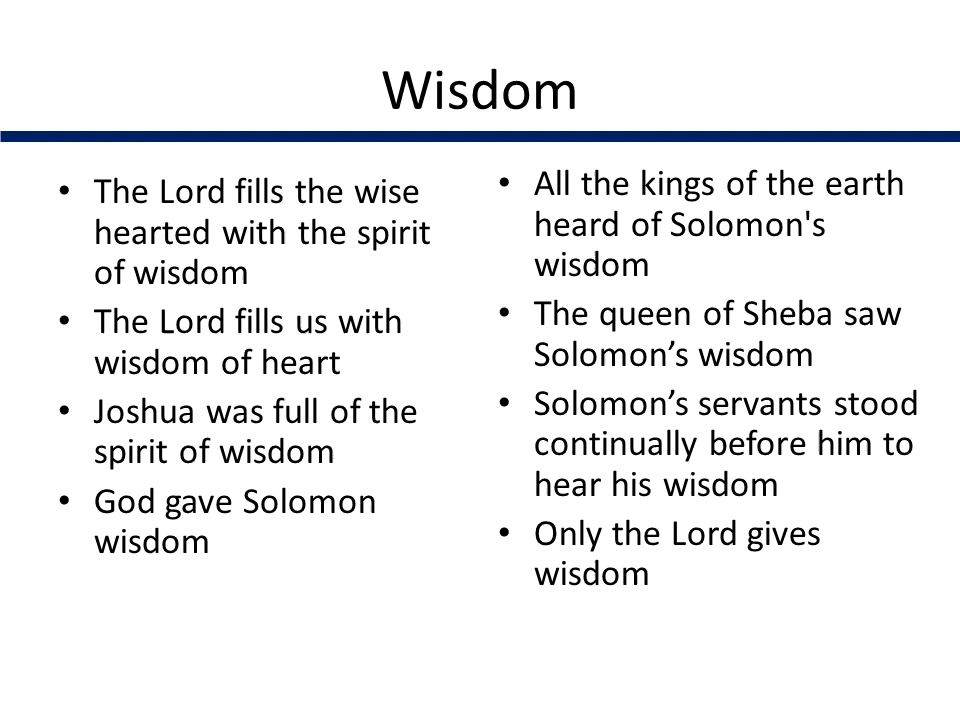 Wisdom
• The Lord fills the wise
hearted with the spirit
of wisdom
• The Lord fills us with
wisdom of heart
• Joshua was full of the
spirit of wisdom
• God gave Solomon
wisdom
• All the kings of the earth
heard of Solomon's
wisdom
• The queen of Sheba saw
Solomon’s wisdom
• Solomon’s servants stood
continually before him to
hear his wisdom
• Only the Lord gives
wisdom